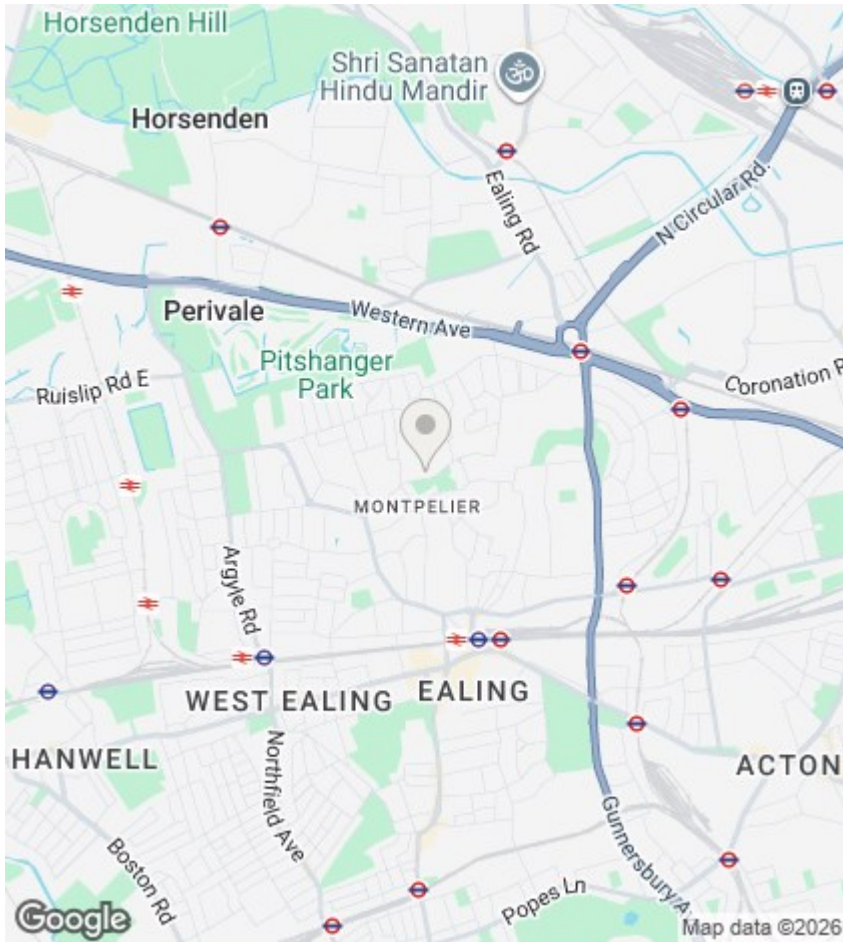 Horsenden Hill
Shri Sanatan
Hindu Mandir
Horsenden
Ealing Rd
N Circular Rd.
Perivale
Western Ave
Pitshanger
Park
Ruislip Rd E
Coronation R
MONTPELIER
Argyle Rd
WEST EALING
EALING
HANWELL
Northfield Ave
ACTON
Gunnersbury A
Boston Rd
Popes Ln
Google
Map data ©2026